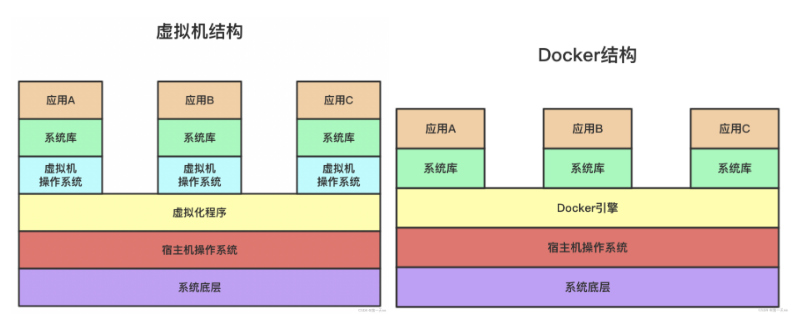 虚拟机结构
应用A
应用B
应用C
系统库
系统库
系统库
虚拟机
操作系统
虚拟机
操作系统
虚拟机
操作系统
虚拟化程序
宿主机操作系统
系统底层
Docker结构
应用A
应用B
应用C
系统库
系统库
系统库
Docker引擎
宿主机操作系统
系统底层